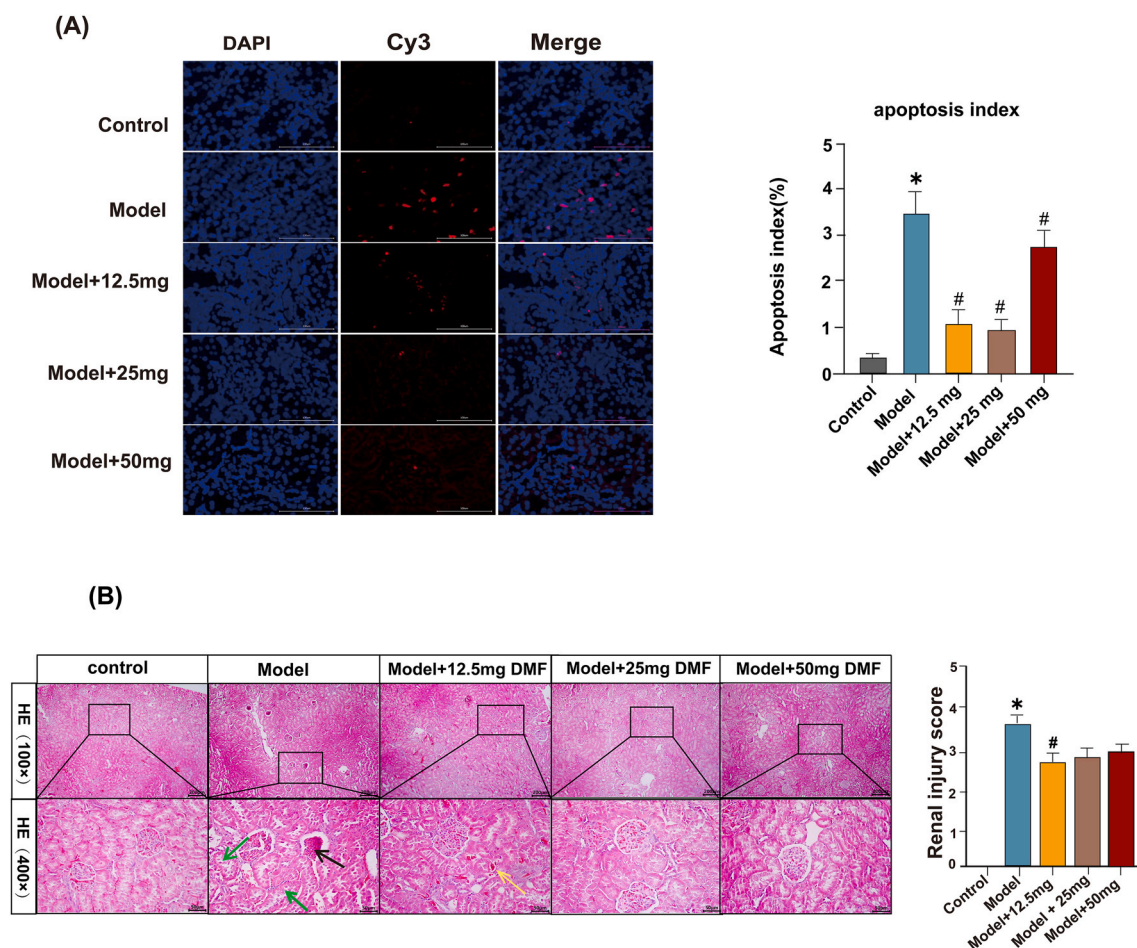 (A)
DAPI Cy3 Merge
Control
Model
Model+12.5mg
Model+25mg
Model+50mg
apoptosis index
Apoptosis index(%)
5
4
3
2
1
0
*
#
#
#
Control
Model
Model+12.5 mg
Model+25 mg
Model+50 mg
(B)
control Model Model+12.5mg DMF Model+25mg DMF Model+50mg DMF
HE（100×）
HE（400×）
Renal injury score
5
4
3
2
1
0
*
#
Control
Model
Model+12.5mg
Model + 25mg
Model+50mg